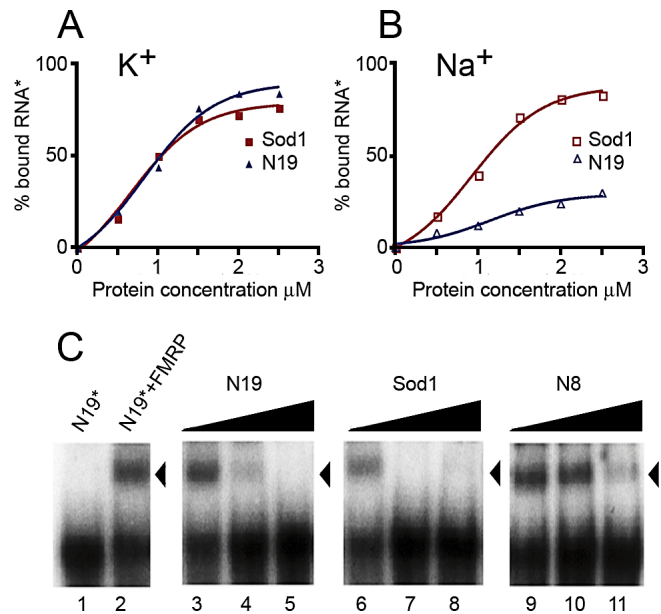 A
K+
% bound RNA*
100
50
0
Sod1
N19
0
1
2
3
Protein concentration μM
B
Na+
% bound RNA*
100
50
0
Sod1
N19
0
1
2
3
Protein concentration μM
C
N19*
N19*+FMRP
N19
Sod1
N8
1 2 3 4 5 6 7 8 9 10 11